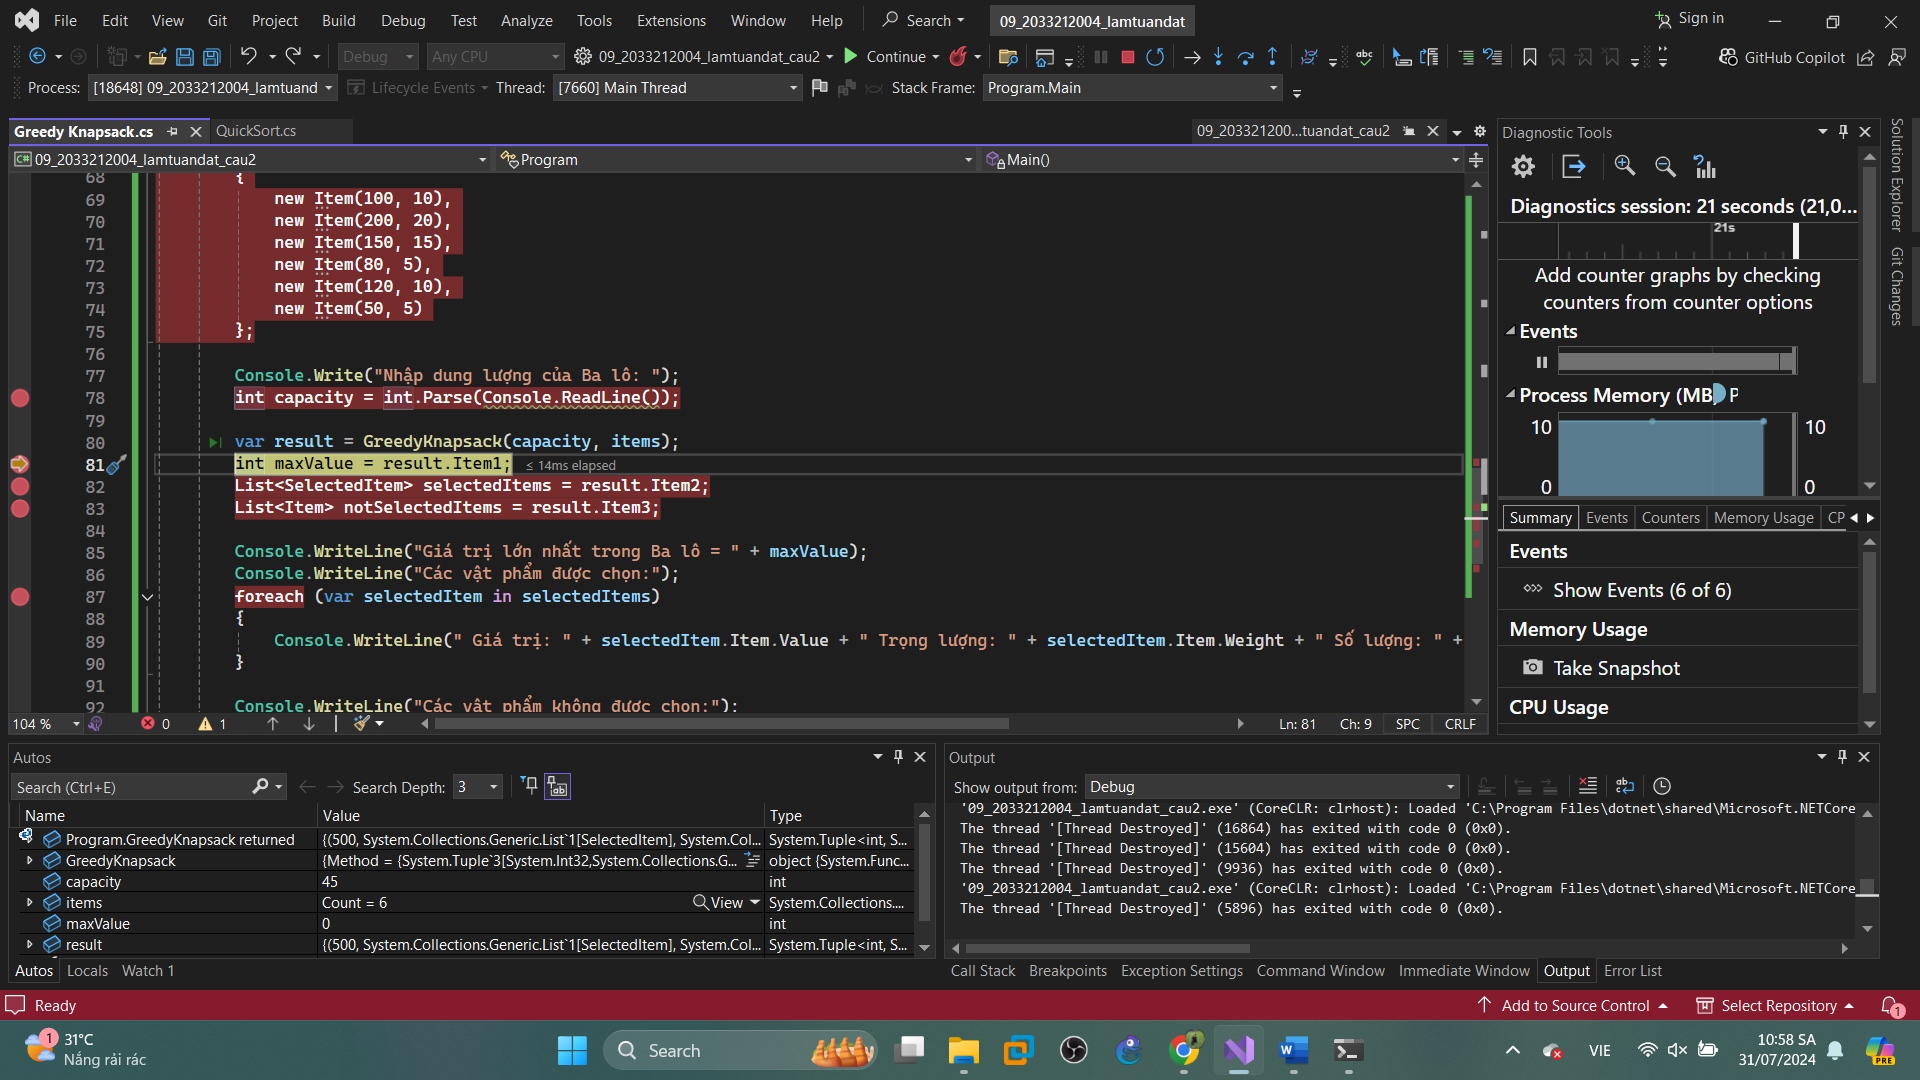 File Edit View Git Project Build Debug Test Analyze Tools Extensions Window Help Search 09_2033212004_lamtuandat Sign in
Debug Any CPU 09_2033212004_lamtuandat_cau2 Continue GitHub Copilot
Process: [18648] 09_2033212004_lamtuand Lifecycle Events Thread: [7660] Main Thread Stack Frame: Program.Main
Greedy Knapsack.cs QuickSort.cs 09_203321200...tuandat_cau2
09_2033212004_lamtuandat_cau2 Program Main()
68 {
69 new Item(100, 10),
70 new Item(200, 20),
71 new Item(150, 15),
72 new Item(80, 5),
73 new Item(120, 10),
74 new Item(50, 5)
75 };
76
77 Console.Write("Nhập dung lượng của Ba lô: ");
78 int capacity = int.Parse(Console.ReadLine());
79
80 var result = GreedyKnapsack(capacity, items);
81 int maxValue = result.Item1; ≤ 14ms elapsed
82 List<SelectedItem> selectedItems = result.Item2;
83 List<Item> notSelectedItems = result.Item3;
84
85 Console.WriteLine("Giá trị lớn nhất trong Ba lô = " + maxValue);
86 Console.WriteLine("Các vật phẩm được chọn:");
87 foreach (var selectedItem in selectedItems)
88 {
89 Console.WriteLine(" Giá trị: " + selectedItem.Item.Value + " Trọng lượng: " + selectedItem.Item.Weight + " Số lượng: " +
90 }
91
92 Console.WriteLine("Các vật phẩm không được chọn:");
104 % 0 1 Ln: 81 Ch: 9 SPC CRLF
Diagnostic Tools
Diagnostics session: 21 seconds (21,0...
21s
Add counter graphs by checking
counters from counter options
Events
Process Memory (MB) P
10 10
0 0
Summary Events Counters Memory Usage CP
Events
Show Events (6 of 6)
Memory Usage
Take Snapshot
CPU Usage
Solution Explorer
Git Changes
Autos
Search (Ctrl+E) Search Depth: 3
Name Value Type
Program.GreedyKnapsack returned {(500, System.Collections.Generic.List`1[SelectedItem], System.Col... System.Tuple<int, S...
GreedyKnapsack {Method = {System.Tuple`3[System.Int32,System.Collections.G... object {System.Func...
capacity 45 int
items Count = 6 View System.Collections....
maxValue 0 int
result {(500, System.Collections.Generic.List`1[SelectedItem], System.Col... System.Tuple<int, S...
Autos Locals Watch 1
Output
Show output from: Debug
'09_2033212004_lamtuandat_cau2.exe' (CoreCLR: clrhost): Loaded 'C:\Program Files\dotnet\shared\Microsoft.NETCore
The thread '[Thread Destroyed]' (16864) has exited with code 0 (0x0).
The thread '[Thread Destroyed]' (15604) has exited with code 0 (0x0).
The thread '[Thread Destroyed]' (9936) has exited with code 0 (0x0).
'09_2033212004_lamtuandat_cau2.exe' (CoreCLR: clrhost): Loaded 'C:\Program Files\dotnet\shared\Microsoft.NETCore
The thread '[Thread Destroyed]' (5896) has exited with code 0 (0x0).
Call Stack Breakpoints Exception Settings Command Window Immediate Window Output Error List
Ready Add to Source Control Select Repository 1
1 31°C
Nắng rải rác
Search
VIE
10:58 SA
31/07/2024
PRE